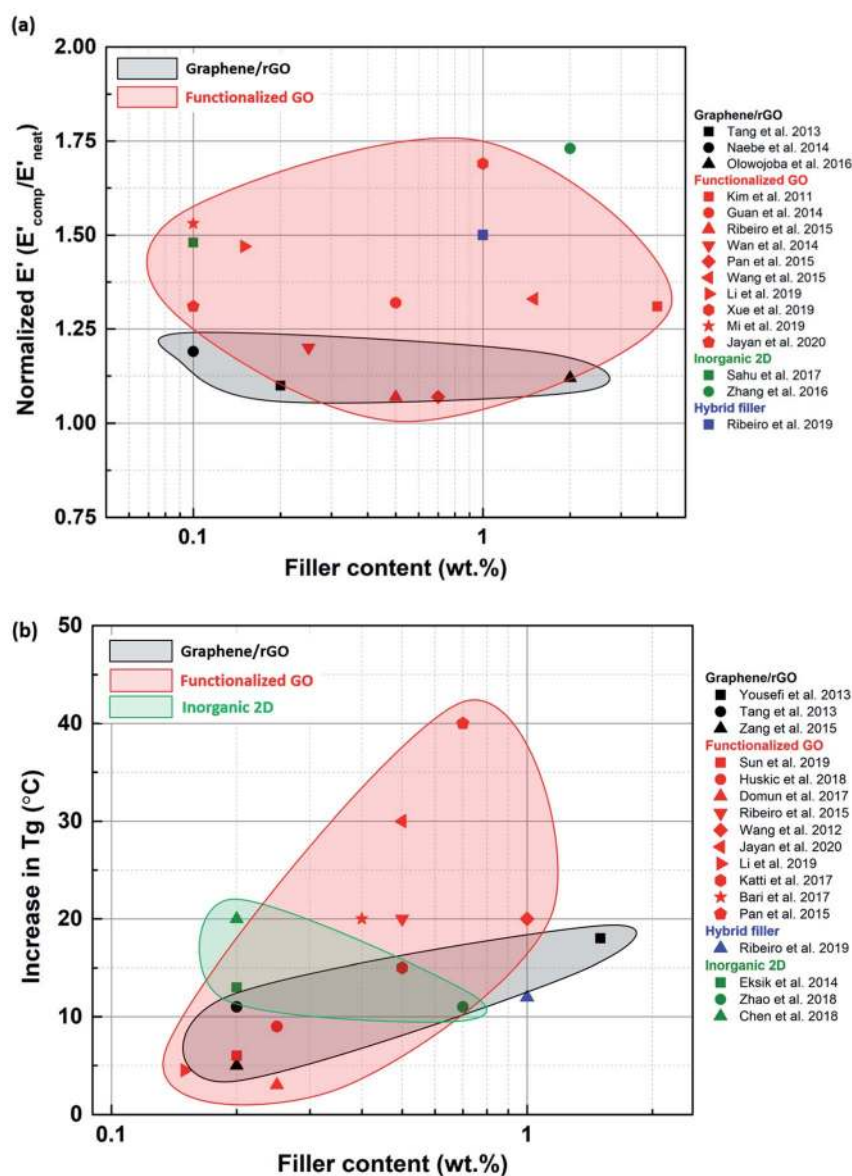 (a)
2.00
1.75
1.50
1.25
1.00
0.75
Normalized E' (E'comp/E'neat)
Graphene/rGO
Functionalized GO
0.1
1
Filler content (wt.%)
Graphene/rGO
Tang et al. 2013
Naebe et al. 2014
Olowojoba et al. 2016
Functionalized GO
Kim et al. 2011
Guan et al. 2014
Ribeiro et al. 2015
Wan et al. 2014
Pan et al. 2015
Wang et al. 2015
Li et al. 2019
Xue et al. 2019
Mi et al. 2019
Jayan et al. 2020
Inorganic 2D
Sahu et al. 2017
Zhang et al. 2016
Hybrid filler
Ribeiro et al. 2019
(b)
50
40
30
20
10
0
Increase in Tg (°C)
Graphene/rGO
Functionalized GO
Inorganic 2D
0.1
1
Filler content (wt.%)
Graphene/rGO
Yousefi et al. 2013
Tang et al. 2013
Zang et al. 2015
Functionalized GO
Sun et al. 2019
Huskic et al. 2018
Domun et al. 2017
Ribeiro et al. 2015
Wang et al. 2012
Jayan et al. 2020
Li et al. 2019
Katti et al. 2017
Bari et al. 2017
Pan et al. 2015
Hybrid filler
Ribeiro et al. 2019
Inorganic 2D
Eksik et al. 2014
Zhao et al. 2018
Chen et al. 2018